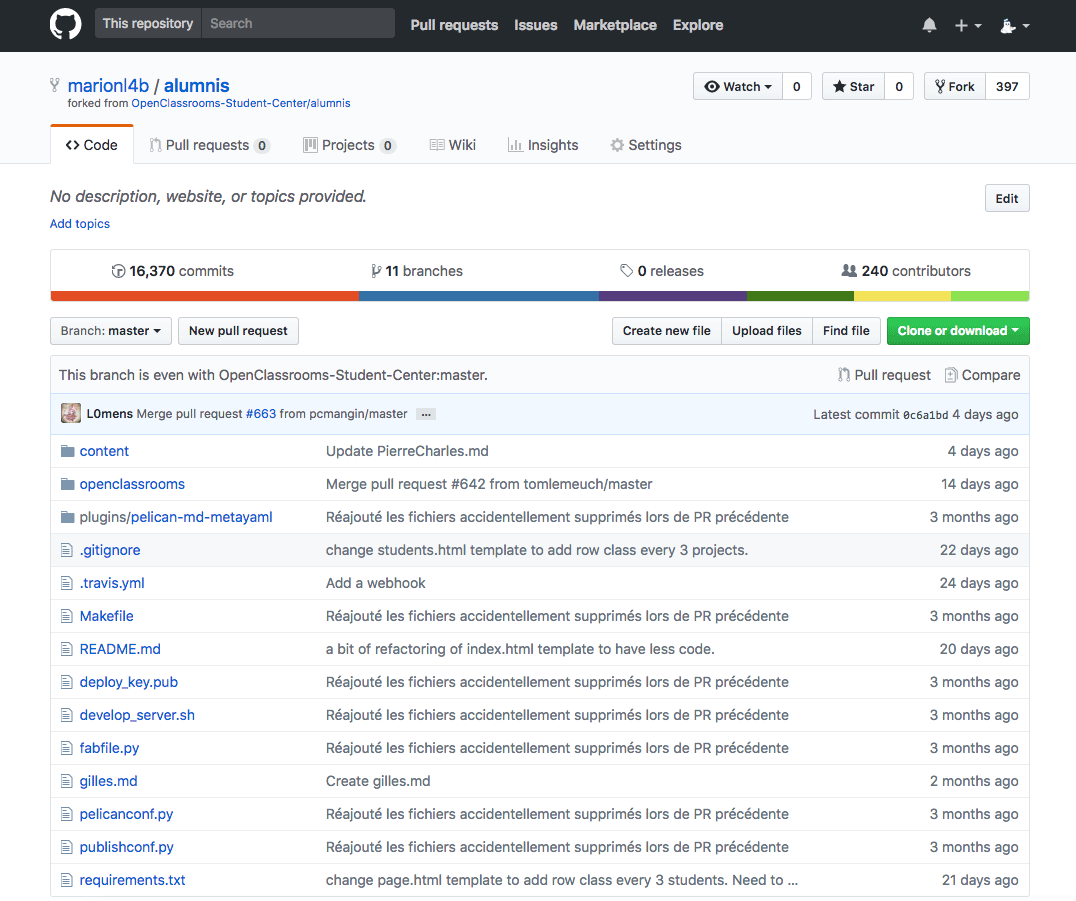 This repository Search Pull requests Issues Marketplace Explore
marionl4b / alumnis Watch 0 Star 0 Fork 397
forked from OpenClassrooms-Student-Center/alumnis
Code Pull requests 0 Projects 0 Wiki Insights Settings
No description, website, or topics provided. Edit
Add topics
16,370 commits 11 branches 0 releases 240 contributors
Branch: master New pull request Create new file Upload files Find file Clone or download
This branch is even with OpenClassrooms-Student-Center:master. Pull request Compare
L0mens Merge pull request #663 from pcmangin/master ... Latest commit 0c6a1bd 4 days ago
content Update PierreCharles.md 4 days ago
openclassrooms Merge pull request #642 from tomlemeuch/master 14 days ago
plugins/pelican-md-metayaml Réajouté les fichiers accidentellement supprimés lors de PR précédente 3 months ago
.gitignore change students.html template to add row class every 3 projects. 22 days ago
.travis.yml Add a webhook 24 days ago
Makefile Réajouté les fichiers accidentellement supprimés lors de PR précédente 3 months ago
README.md a bit of refactoring of index.html template to have less code. 20 days ago
deploy_key.pub Réajouté les fichiers accidentellement supprimés lors de PR précédente 3 months ago
develop_server.sh Réajouté les fichiers accidentellement supprimés lors de PR précédente 3 months ago
fabfile.py Réajouté les fichiers accidentellement supprimés lors de PR précédente 3 months ago
gilles.md Create gilles.md 2 months ago
pelicanconf.py Réajouté les fichiers accidentellement supprimés lors de PR précédente 3 months ago
publishconf.py Réajouté les fichiers accidentellement supprimés lors de PR précédente 3 months ago
requirements.txt change page.html template to add row class every 3 students. Need to ... 21 days ago